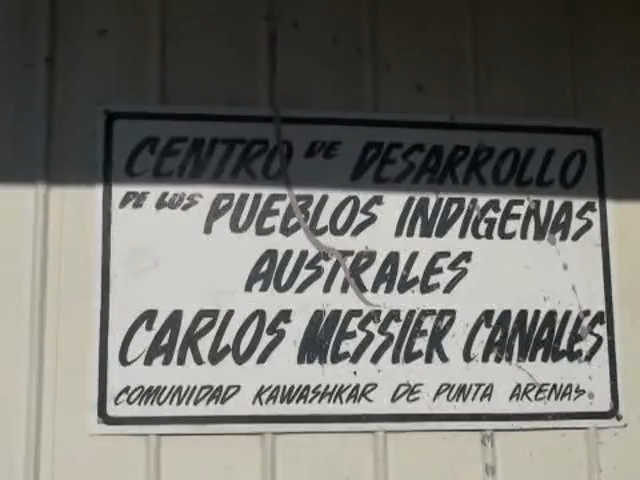 CENTRO DE DESARROLLO
DE LOS PUEBLOS INDIGENAS
AUSTRALES
CARLOS MESSIER CANALES
COMUNIDAD KAWASHKAR DE PUNTA ARENAS.